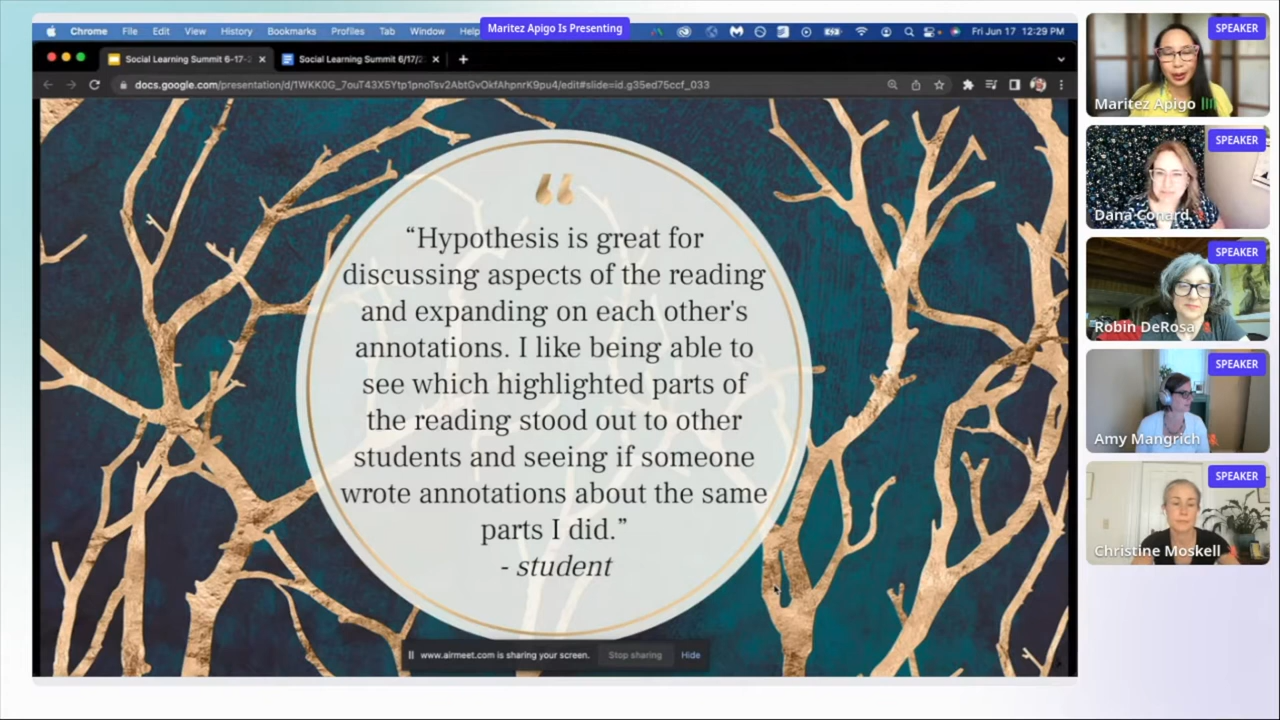 Chrome File Edit View History Bookmarks Profiles Tab Window Help
Maritez Apigo Is Presenting
Fri Jun 17 12:29 PM
Social Learning Summit 6-17-2
Social Learning Summit 6/17/2
docs.google.com/presentation/d/1WKK0G_7ouT43X5Ytp1pnoTsv2AbtGvOkfAhpnrK9pu4/edit#slide=id.g35ed75ccf_033
“
“Hypothesis is great for
discussing aspects of the reading
and expanding on each other's
annotations. I like being able to
see which highlighted parts of
the reading stood out to other
students and seeing if someone
wrote annotations about the same
parts I did.”
- student
www.airmeet.com is sharing your screen. Stop sharing Hide
SPEAKER
Maritez Apigo
SPEAKER
Dana Conard
SPEAKER
Robin DeRosa
SPEAKER
Amy Mangrich
SPEAKER
Christine Moskell